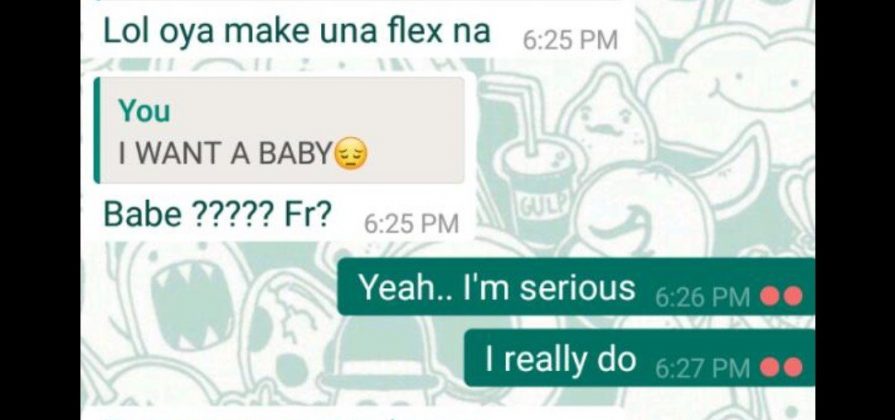 Lol oya make una flex na 6:25 PM
You
I WANT A BABY😔
Babe ????? Fr? 6:25 PM
GULP
Yeah.. I'm serious 6:26 PM
I really do 6:27 PM